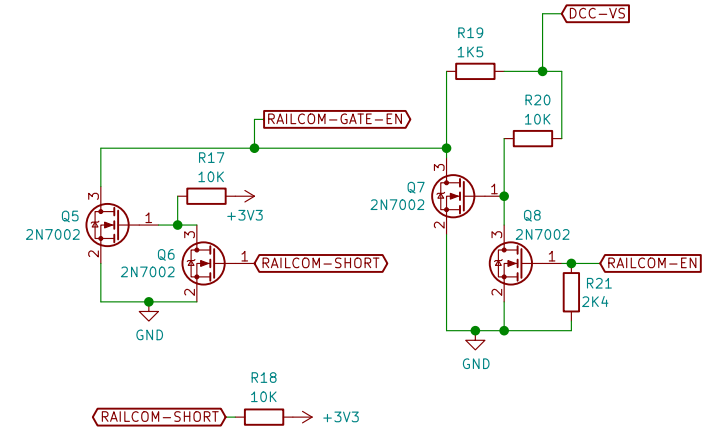 DCC-VS
R19
1K5
R20
10K
RAILCOM-GATE-EN
R17
10K
+3V3
Q5
2N7002
3
1
2
Q6
2N7002
3
1
2
RAILCOM-SHORT
GND
Q7
2N7002
3
1
2
Q8
2N7002
3
1
2
RAILCOM-EN
R21
2K4
GND
R18
10K
RAILCOM-SHORT
+3V3